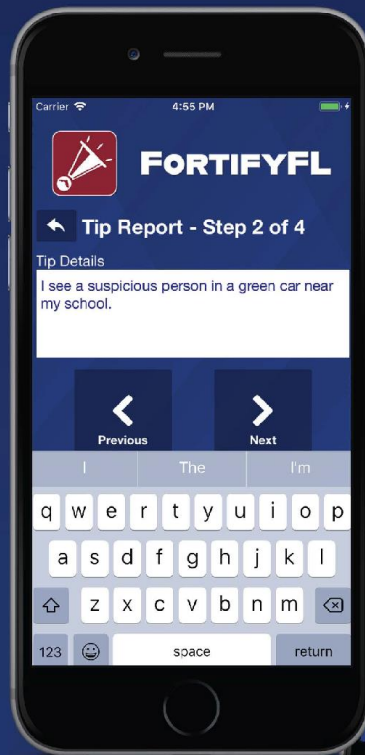 Carrier 4:55 PM
FORTIFYFL
Tip Report - Step 2 of 4
Tip Details
I see a suspicious person in a green car near
my school.
Previous Next
I The I'm
q w e r t y u i o p
a s d f g h j k l
z x c v b n m
123 space return